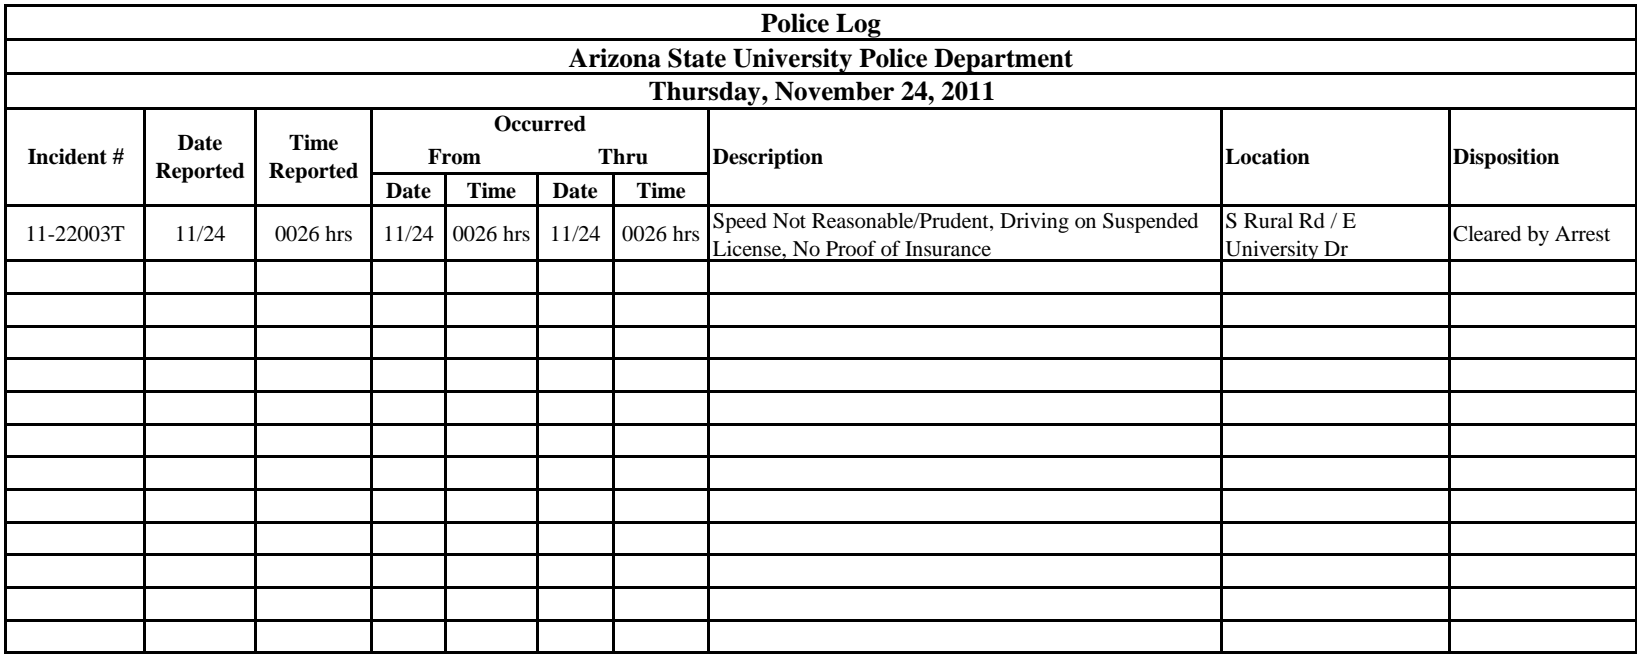 Police Log
Arizona State University Police Department
Thursday, November 24, 2011
Incident #
Date
Reported
Time
Reported
Occurred
From Thru
Date Time Date Time
Description
Location
Disposition
11-22003T
11/24
0026 hrs
11/24
0026 hrs
11/24
0026 hrs
Speed Not Reasonable/Prudent, Driving on Suspended
License, No Proof of Insurance
S Rural Rd / E
University Dr
Cleared by Arrest